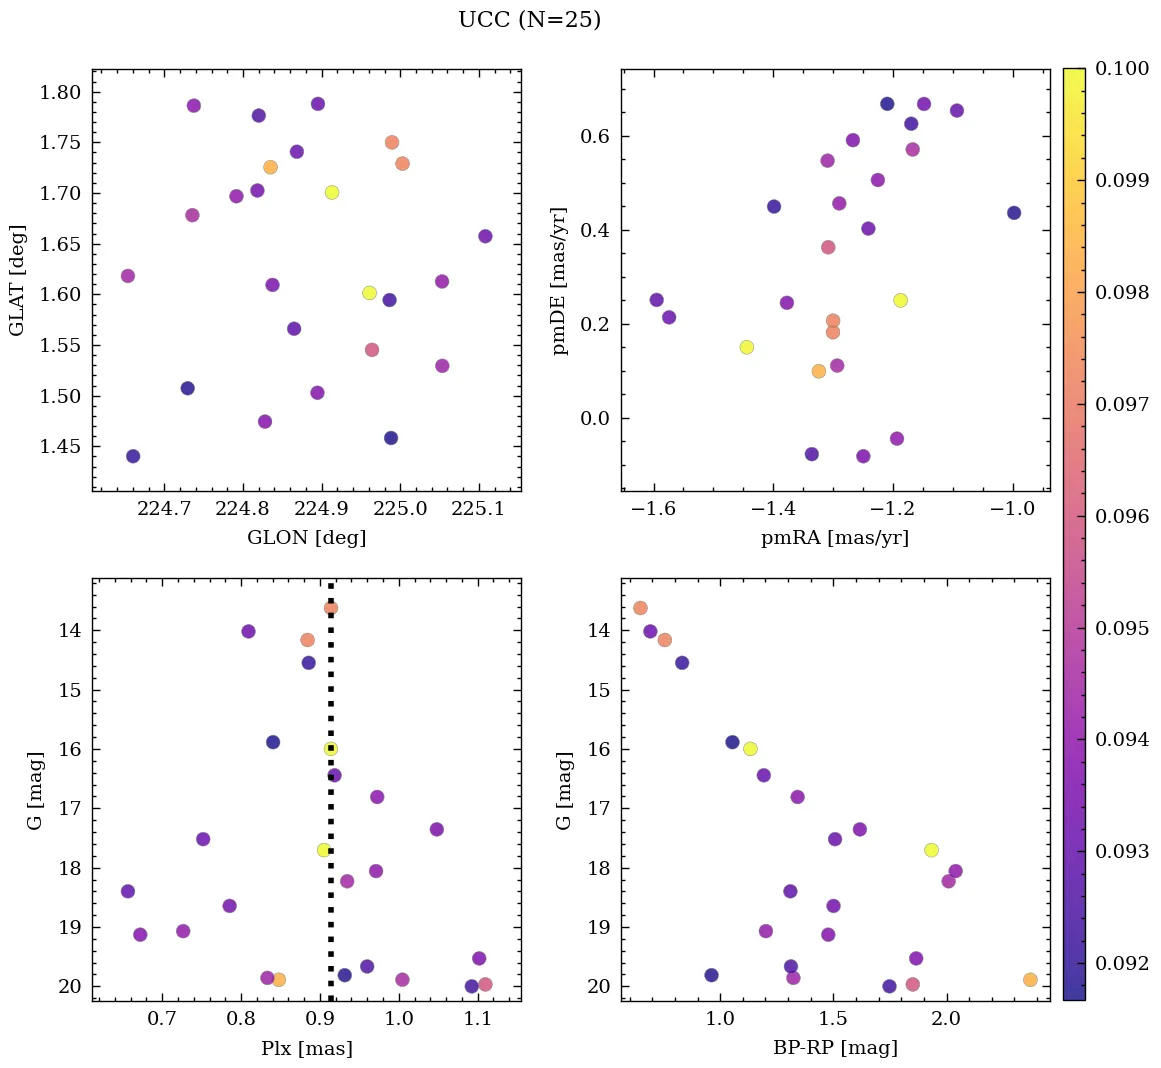 UCC (N=25)
1.80
1.75
1.70
1.65
1.60
1.55
1.50
1.45
GLAT [deg]
224.7 224.8 224.9 225.0 225.1
GLON [deg]
0.6
0.4
0.2
0.0
pmDE [mas/yr]
−1.6 −1.4 −1.2 −1.0
pmRA [mas/yr]
14
15
16
17
18
19
20
G [mag]
0.7 0.8 0.9 1.0 1.1
Plx [mas]
14
15
16
17
18
19
20
G [mag]
1.0 1.5 2.0
BP-RP [mag]
0.100
0.099
0.098
0.097
0.096
0.095
0.094
0.093
0.092